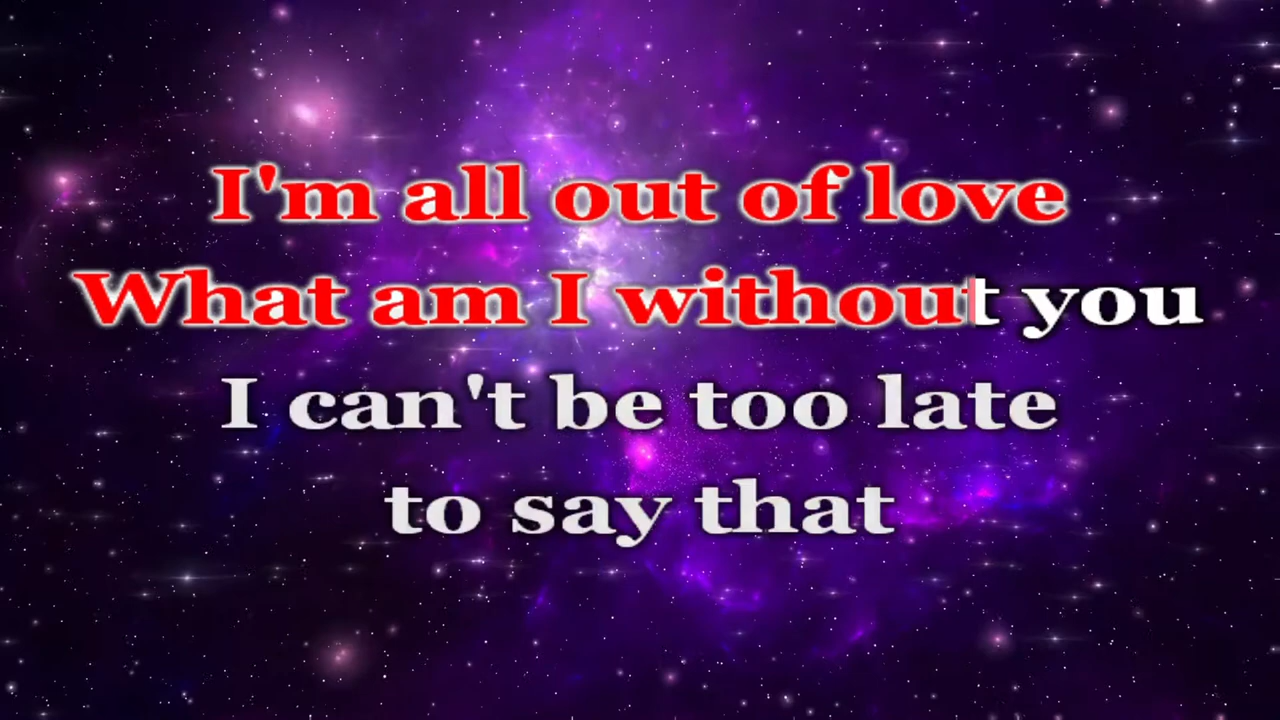 I'm all out of love
What am I without you
I can't be too late
to say that